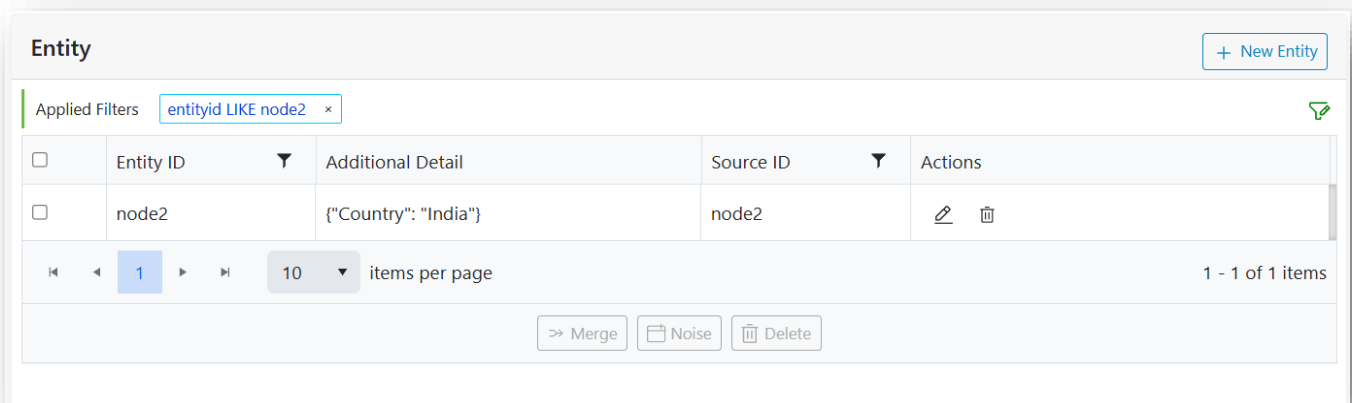 Entity
+ New Entity
Applied Filters entityid LIKE node2 ×
Entity ID Additional Detail Source ID Actions
node2 {"Country": "India"} node2
1 10 items per page 1 - 1 of 1 items
Merge Noise Delete